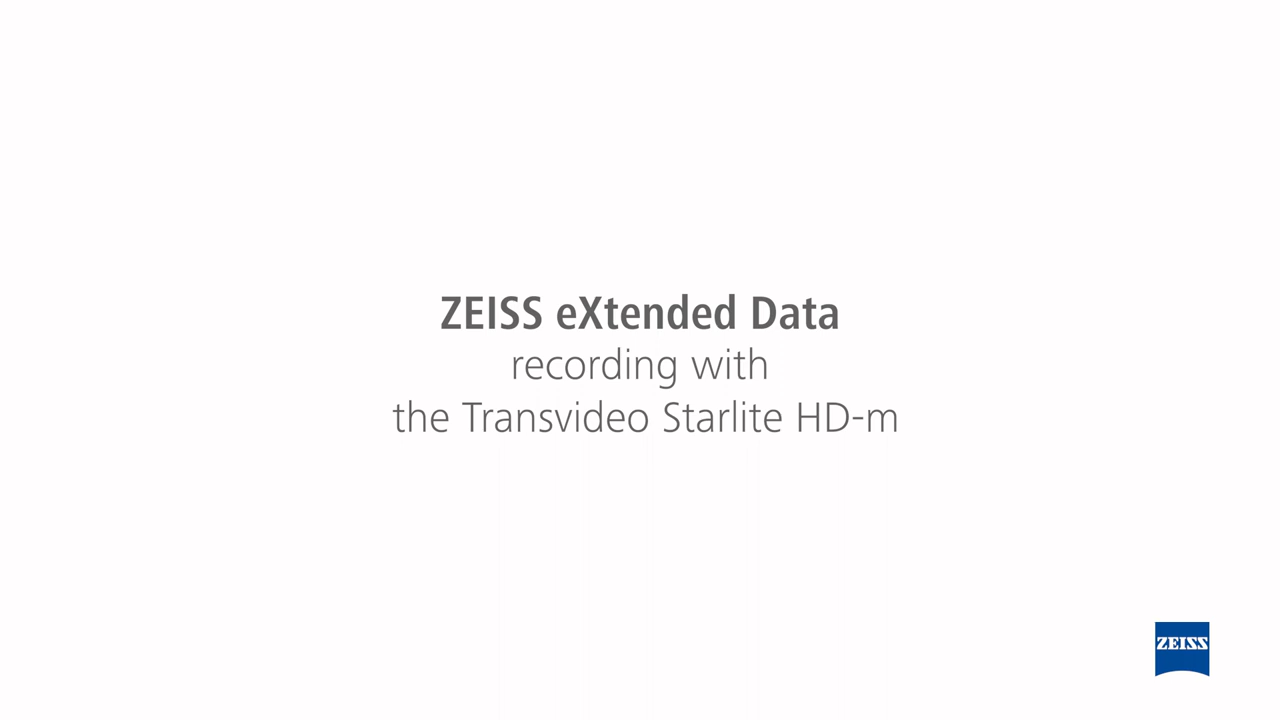 ZEISS eXtended Data
recording with
the Transvideo Starlite HD-m
ZEISS